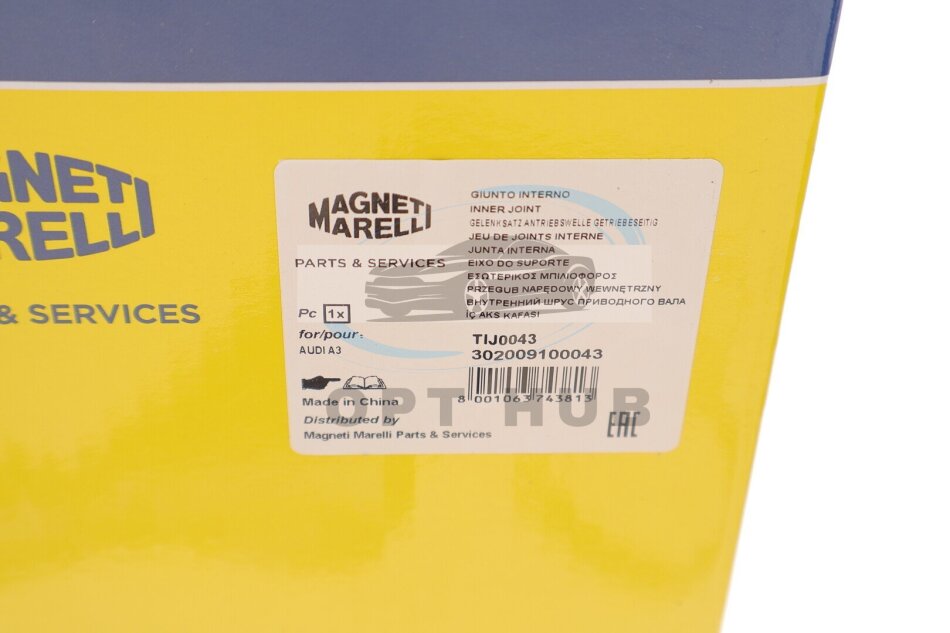 GNETI
RELLI
& SERVICES
MAGNETI
MARELLI
PARTS & SERVICES
Pc 1x
for/pour:
AUDI A3
Made in China
Distributed by
Magneti Marelli Parts & Services
GIUNTO INTERNO
INNER JOINT
GELENKSATZ ANTRIEBSWELLE GETRIEBESEITIG
JEU DE JOINTS INTERNE
JUNTA INTERNA
EIXO DO SUPORTE
ΕΣΩΤΕΡΙΚΟΣ ΜΠΙΛΙΟΦΟΡΟΣ
PRZEGUB NAPĘDOWY WEWNĘTRZNY
ВНУТРЕННИЙ ШРУС ПРИВОДНОГО ВАЛА
İÇ AKS KAFASI
TIJ0043
302009100043
8 001063 743813
EAC
OPT HUB